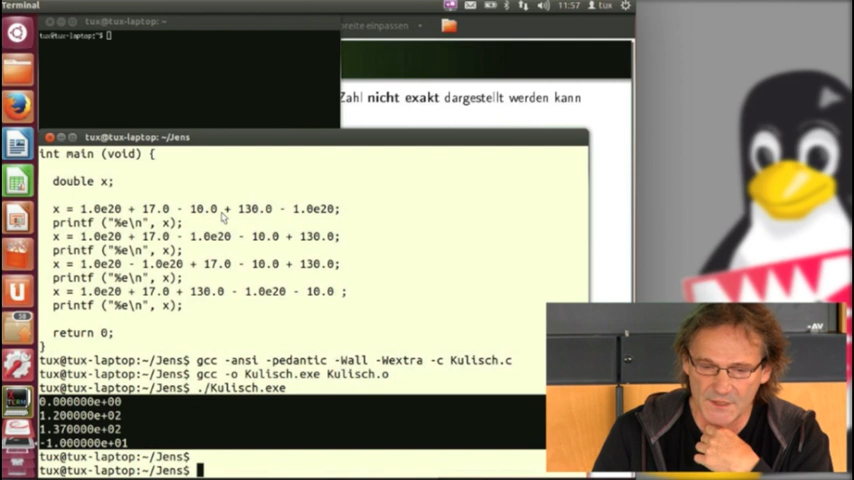 Terminal
11:57 tux
tux@tux-laptop: ~
breite einpassen
tux@tux-laptop:~$
Zahl nicht exakt dargestellt werden kann
tux@tux-laptop: ~/Jens
int main (void) {
double x;
x = 1.0e20 + 17.0 - 10.0 + 130.0 - 1.0e20;
printf ("%e\n", x);
x = 1.0e20 + 17.0 - 1.0e20 - 10.0 + 130.0;
printf ("%e\n", x);
x = 1.0e20 - 1.0e20 + 17.0 - 10.0 + 130.0;
printf ("%e\n", x);
x = 1.0e20 + 17.0 + 130.0 - 1.0e20 - 10.0 ;
printf ("%e\n", x);
return 0;
}
tux@tux-laptop:~/Jens$ gcc -ansi -pedantic -Wall -Wextra -c Kulisch.c
tux@tux-laptop:~/Jens$ gcc -o Kulisch.exe Kulisch.o
tux@tux-laptop:~/Jens$ ./Kulisch.exe
0.000000e+00
1.200000e+02
1.370000e+02
-1.000000e+01
tux@tux-laptop:~/Jens$
tux@tux-laptop:~/Jens$
-AV